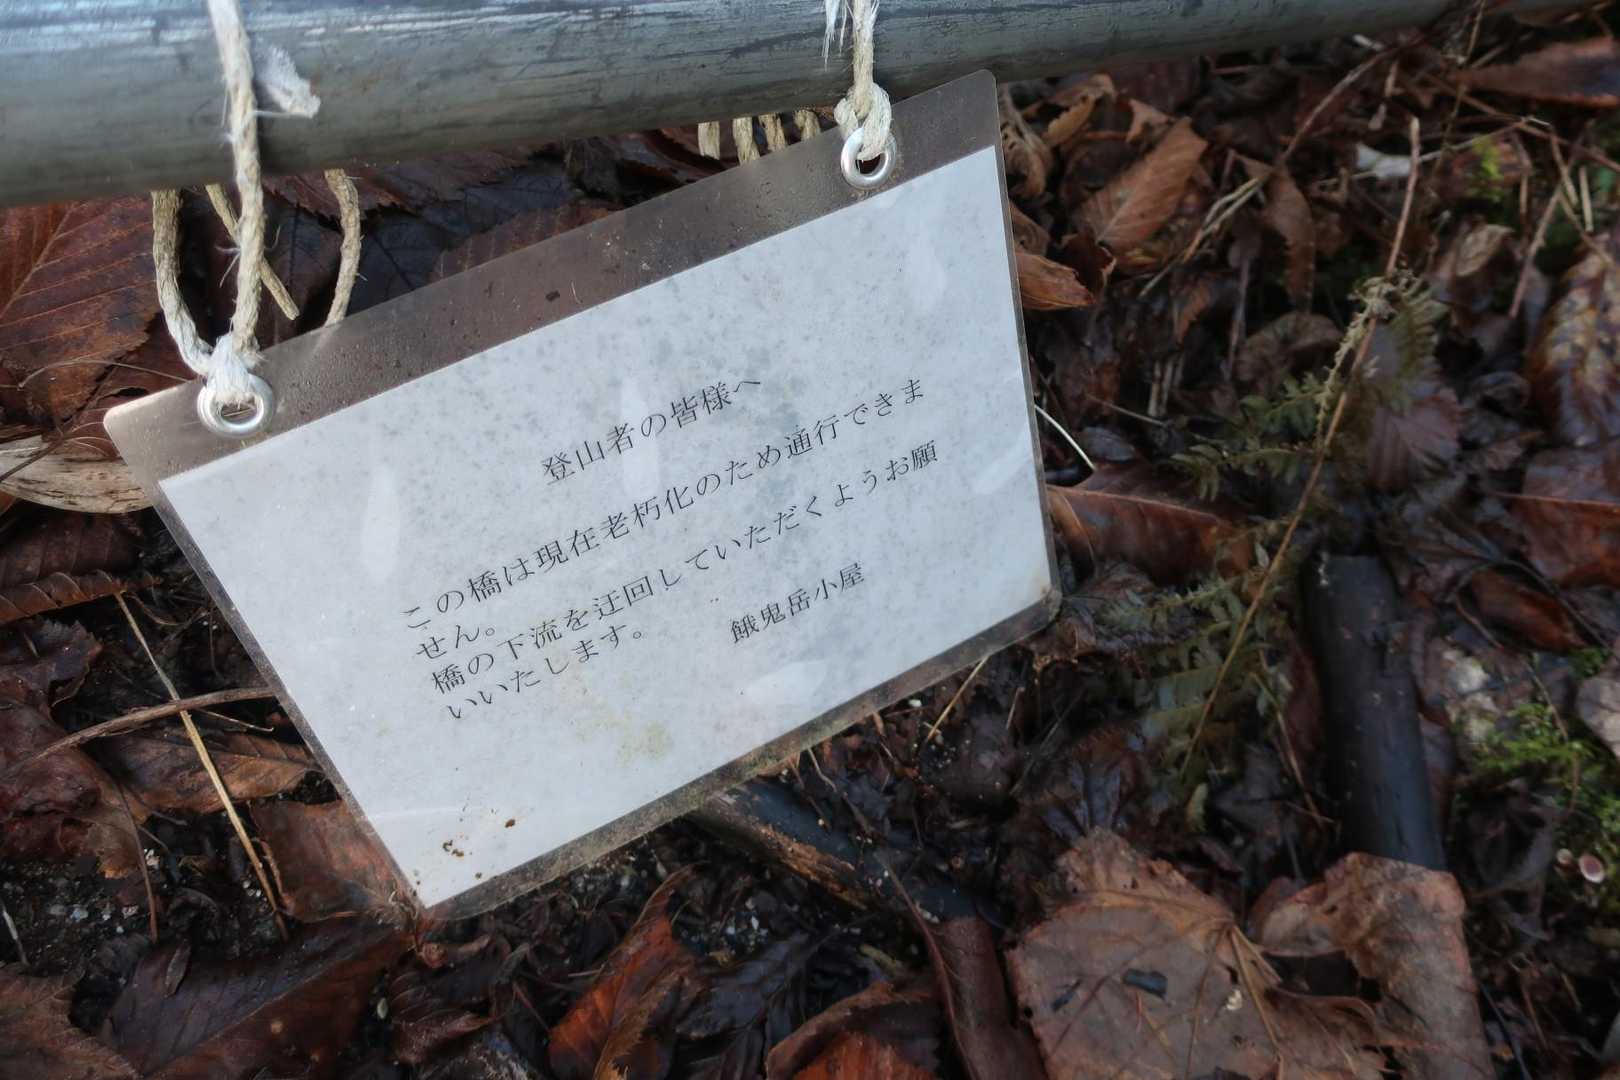 登山者の皆様へ
この橋は現在老朽化のため通行できま
せん。
橋の下流を迂回していただくようお願
いいたします。
餓鬼岳小屋